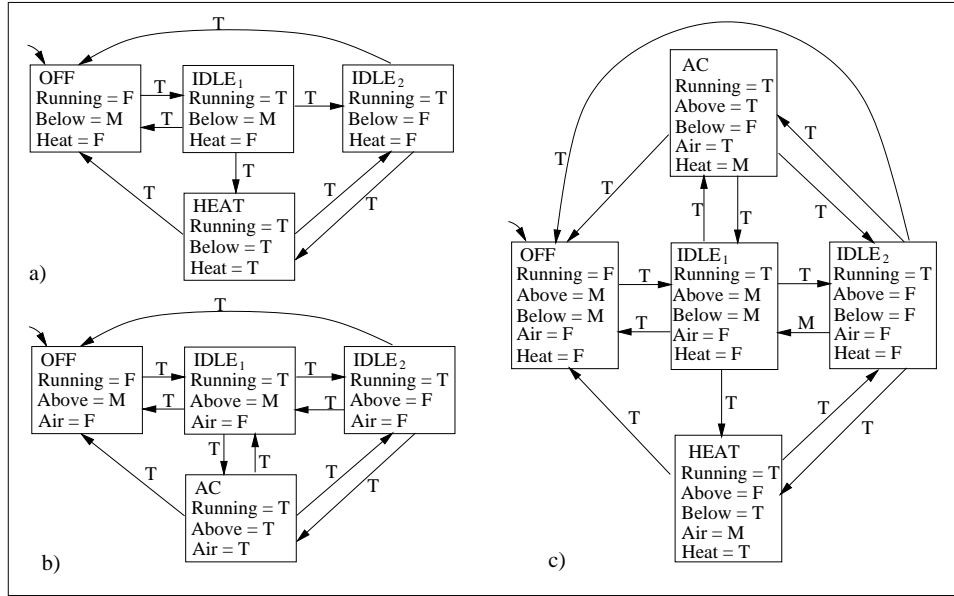 T
OFF
Running = F
Below = M
Heat = F
T
T
IDLE1
Running = T
Below = M
Heat = F
T
IDLE2
Running = T
Below = F
Heat = F
T
T
T
T
HEAT
Running = T
Below = T
Heat = T
a)
T
OFF
Running = F
Above = M
Air = F
T
T
IDLE1
Running = T
Above = M
Air = F
T
T
IDLE2
Running = T
Above = F
Air = F
T
T
T
T
T
AC
Running = T
Above = T
Air = T
b)
T
AC
Running = T
Above = T
Below = F
Air = T
Heat = M
T
T
T
T
T
OFF
Running = F
Above = M
Below = M
Air = F
Heat = F
T
T
IDLE1
Running = T
Above = M
Below = M
Air = F
Heat = F
T
M
IDLE2
Running = T
Above = F
Below = F
Air = F
Heat = F
T
T
T
T
HEAT
Running = T
Above = F
Below = T
Air = M
Heat = T
c)